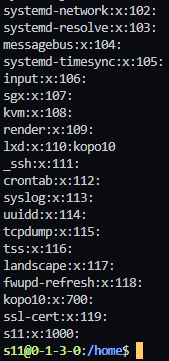 systemd-network:x:102:
systemd-resolve:x:103:
messagebus:x:104:
systemd-timesync:x:105:
input:x:106:
sgx:x:107:
kvm:x:108:
render:x:109:
lxd:x:110:kopo10
_ssh:x:111:
crontab:x:112:
syslog:x:113:
uuidd:x:114:
tcpdump:x:115:
tss:x:116:
landscape:x:117:
fwupd-refresh:x:118:
kopo10:x:700:
ssl-cert:x:119:
s11:x:1000:
s11@0-1-3-0:/home$